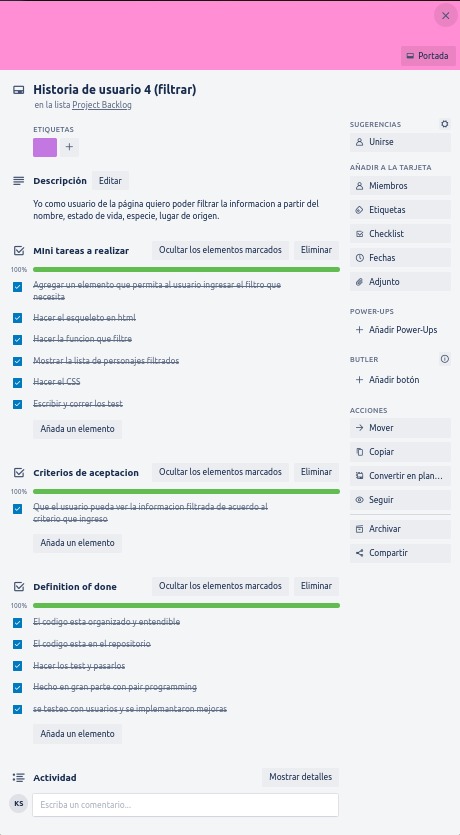 Portada
Historia de usuario 4 (filtrar)
en la lista Project Backlog
ETIQUETAS
Descripción
Editar
Yo como usuario de la página quiero poder filtrar la informacion a partir del
nombre, estado de vida, especie, lugar de origen.
MIni tareas a realizar
Ocultar los elementos marcados
Eliminar
100%
Agregar un elemento que permita al usuario ingresar el filtro que
necesita
Hacer el esqueleto en html
Hacer la funcion que filtre
Mostrar la lista de personajes filtrados
Hacer el CSS
Escribir y correr los test
Añada un elemento
Criterios de aceptacion
Ocultar los elementos marcados
Eliminar
100%
Que el usuario pueda ver la informacion filtrada de acuerdo al
criterio que ingreso
Añada un elemento
Definition of done
Ocultar los elementos marcados
Eliminar
100%
El codigo esta organizado y entendible
El codigo esta en el repositorio
Hacer los test y pasarlos
Hecho en gran parte con pair programming
se testeo con usuarios y se implemantaron mejoras
Añada un elemento
Actividad
Mostrar detalles
KS
Escriba un comentario...
SUGERENCIAS
Unirse
AÑADIR A LA TARJETA
Miembros
Etiquetas
Checklist
Fechas
Adjunto
POWER-UPS
Añadir Power-Ups
BUTLER
Añadir botón
ACCIONES
Mover
Copiar
Convertir en plan...
Seguir
Archivar
Compartir